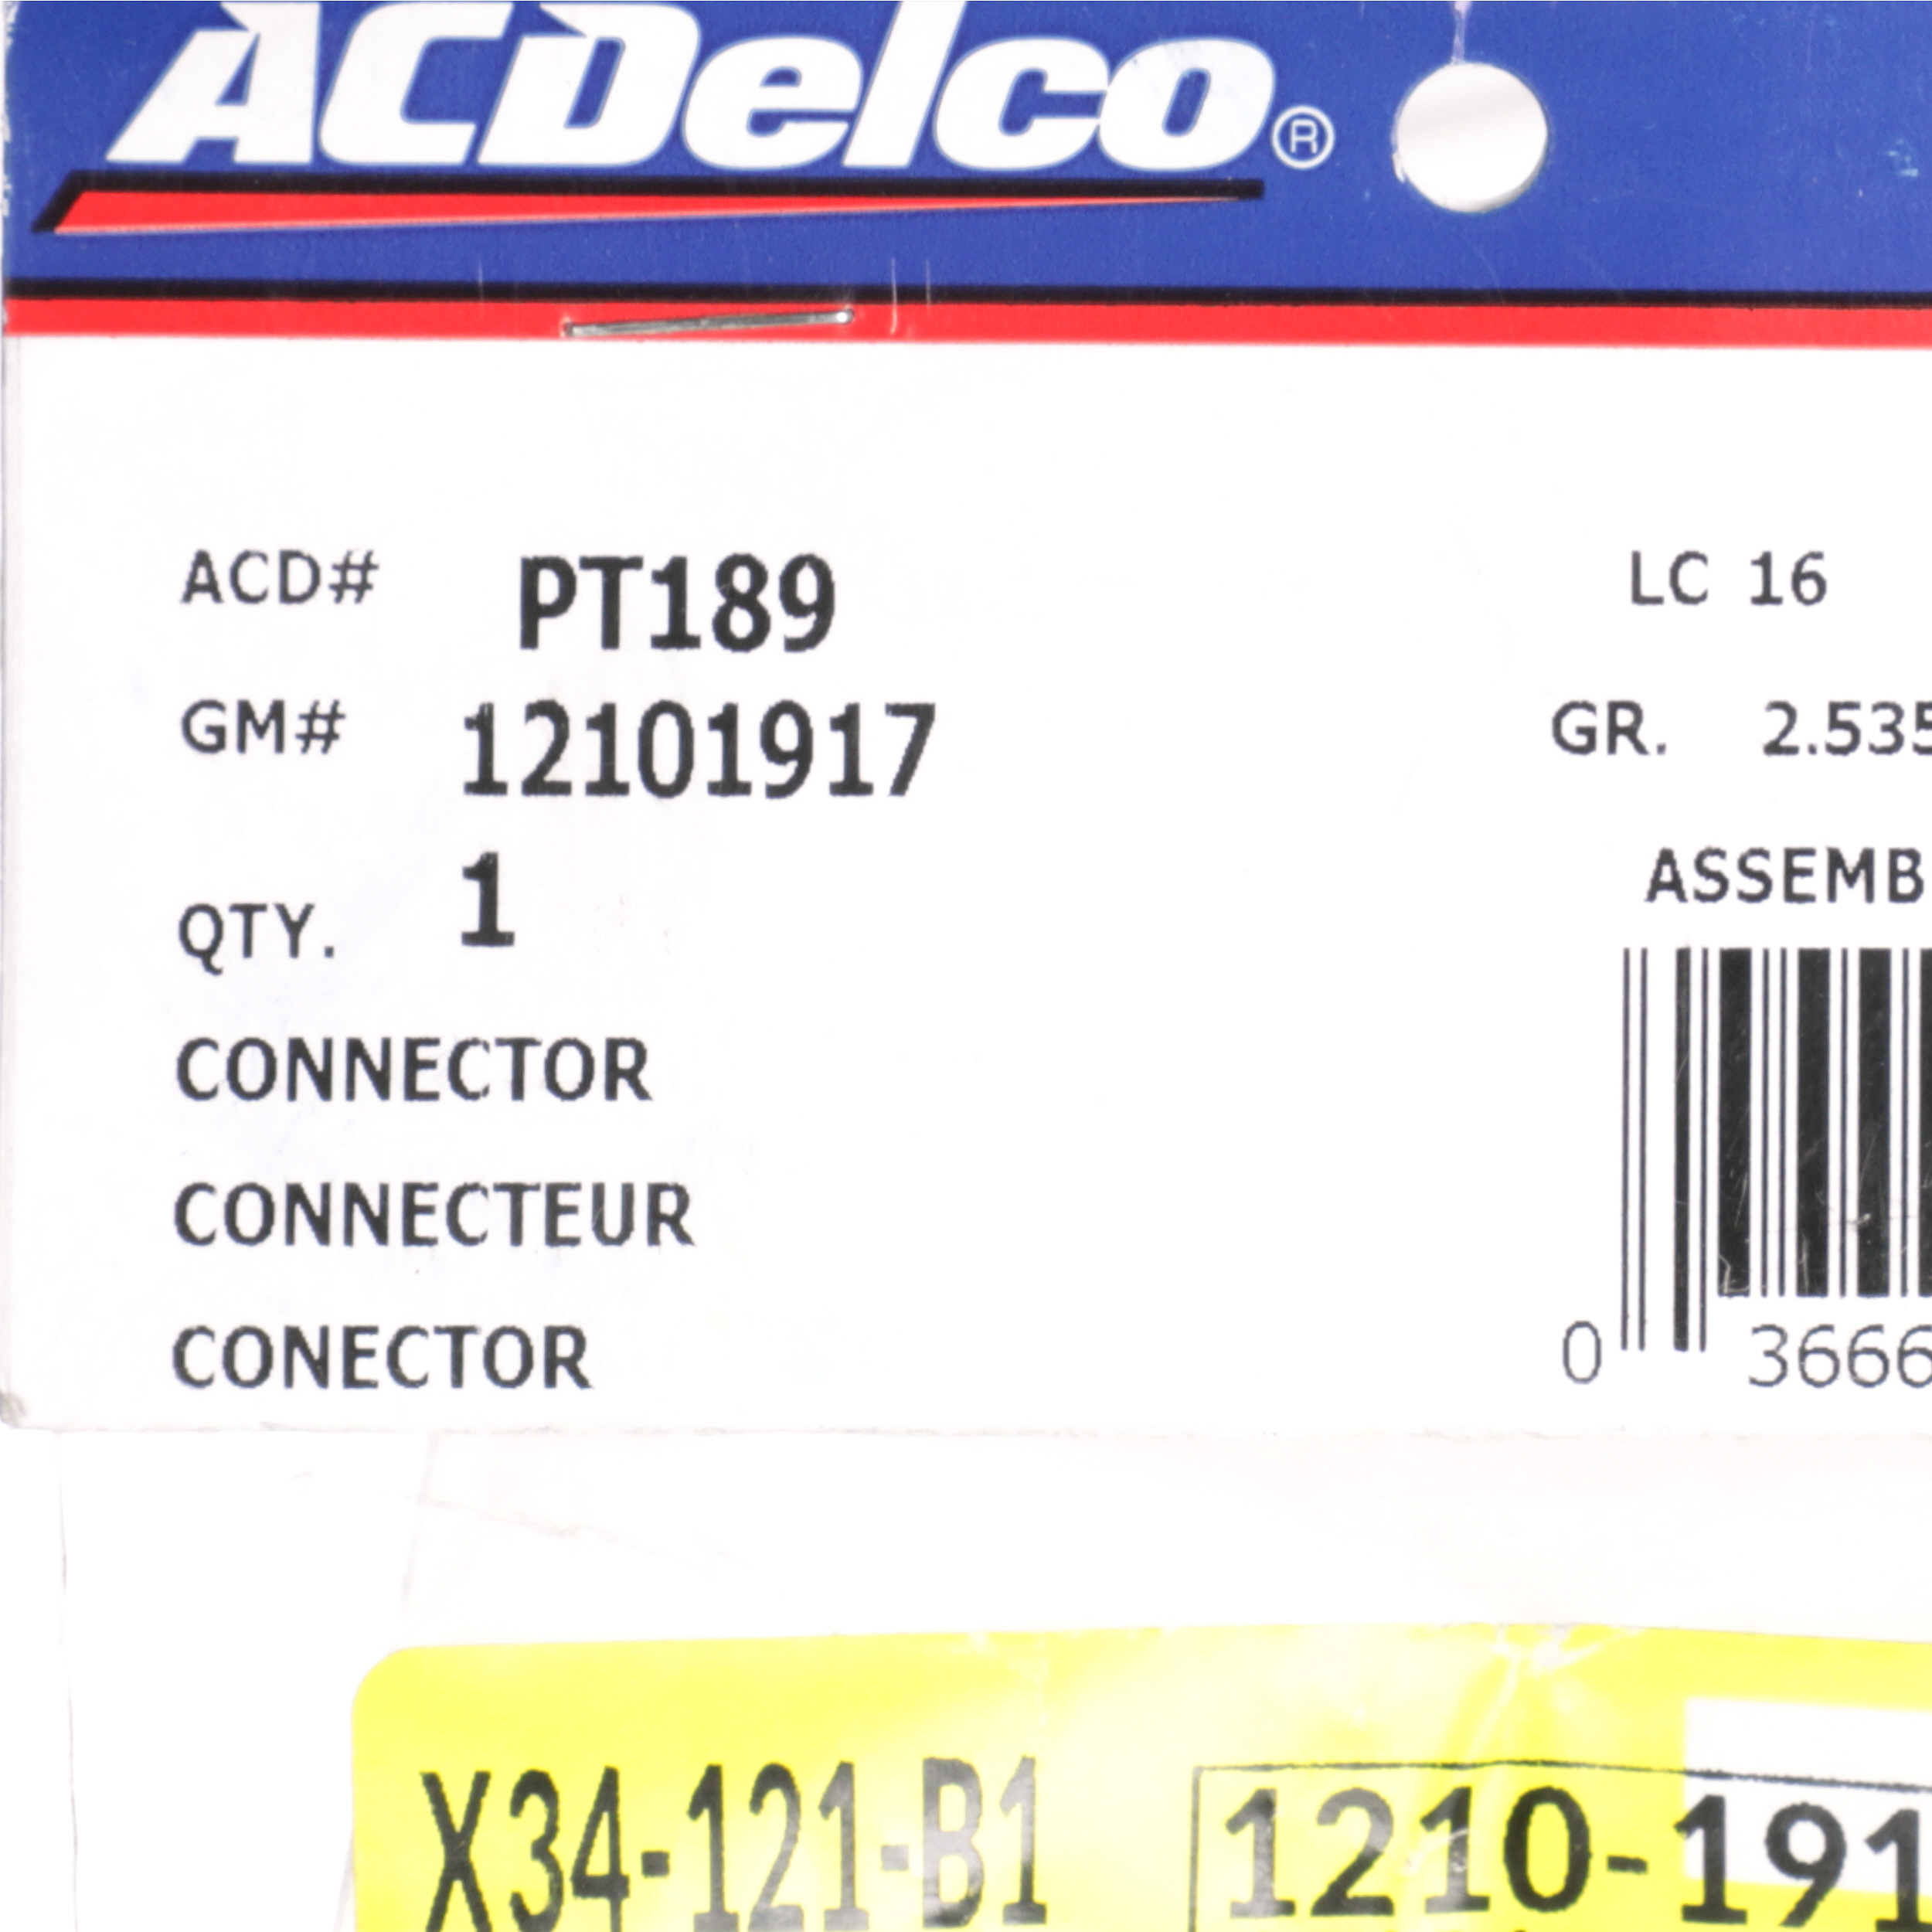 ACDelco®
ACD# PT189 LC 16
GM# 12101917 GR. 2.535
QTY. 1 ASSEMB
CONNECTOR
CONNECTEUR
CONECTOR
0 3666
X34-121-B1 1210-191